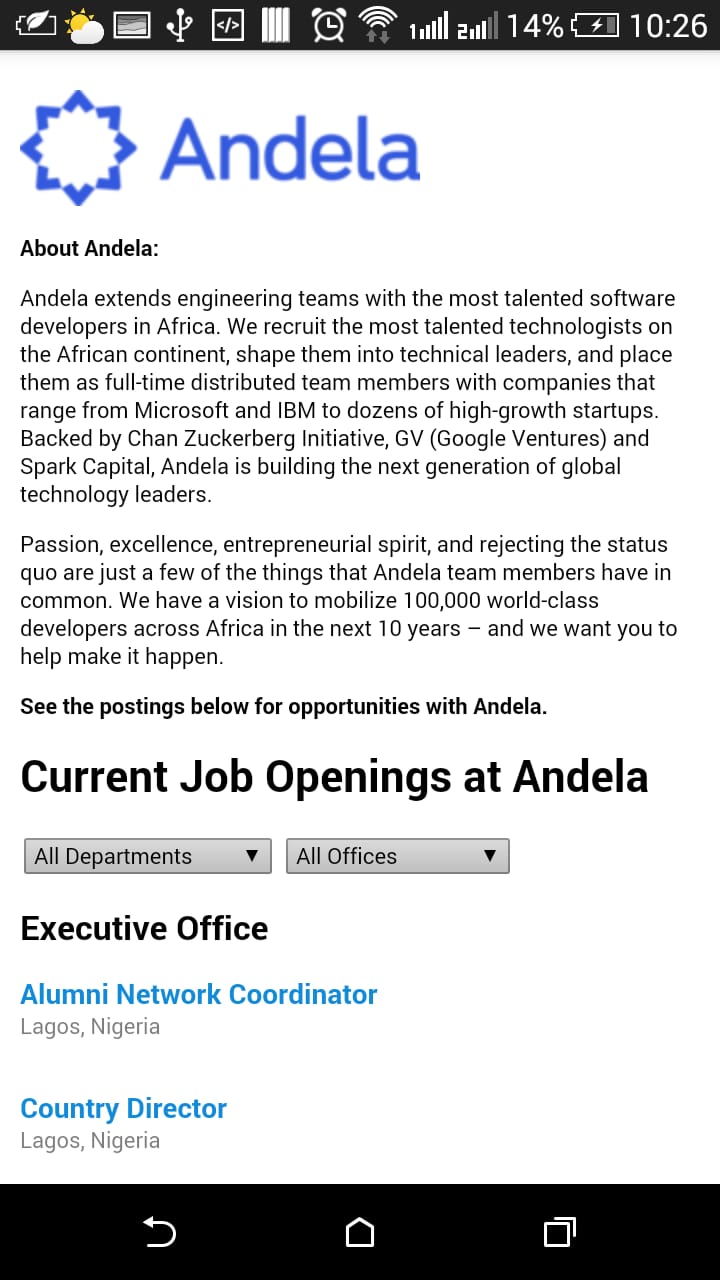 1 2 14% 10:26
Andela
About Andela:
Andela extends engineering teams with the most talented software
developers in Africa. We recruit the most talented technologists on
the African continent, shape them into technical leaders, and place
them as full-time distributed team members with companies that
range from Microsoft and IBM to dozens of high-growth startups.
Backed by Chan Zuckerberg Initiative, GV (Google Ventures) and
Spark Capital, Andela is building the next generation of global
technology leaders.
Passion, excellence, entrepreneurial spirit, and rejecting the status
quo are just a few of the things that Andela team members have in
common. We have a vision to mobilize 100,000 world-class
developers across Africa in the next 10 years – and we want you to
help make it happen.
See the postings below for opportunities with Andela.
Current Job Openings at Andela
All Departments ▼ All Offices ▼
Executive Office
Alumni Network Coordinator
Lagos, Nigeria
Country Director
Lagos, Nigeria